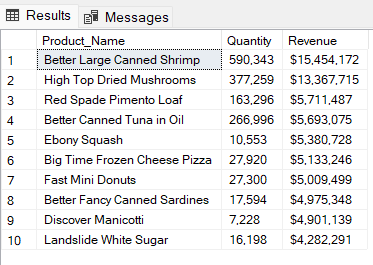 Results Messages
Product_Name Quantity Revenue
1 Better Large Canned Shrimp 590,343 $15,454,172
2 High Top Dried Mushrooms 377,259 $13,367,715
3 Red Spade Pimento Loaf 163,296 $5,711,487
4 Better Canned Tuna in Oil 266,996 $5,693,075
5 Ebony Squash 10,553 $5,380,728
6 Big Time Frozen Cheese Pizza 27,920 $5,133,246
7 Fast Mini Donuts 27,300 $5,009,499
8 Better Fancy Canned Sardines 17,594 $4,975,348
9 Discover Manicotti 7,228 $4,901,139
10 Landslide White Sugar 16,198 $4,282,291